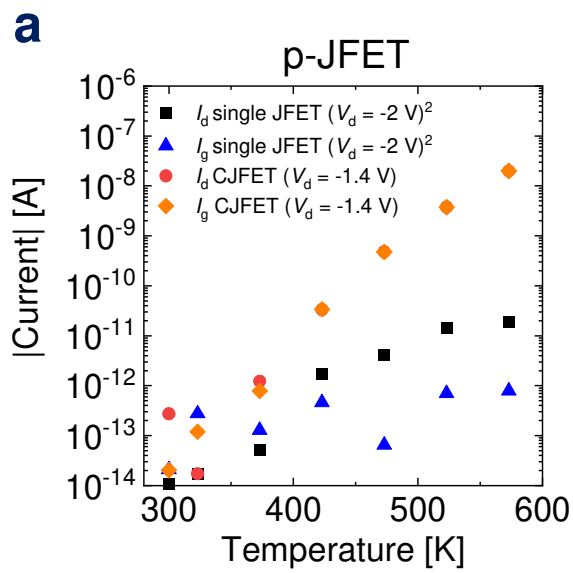 a
p-JFET
I_d single JFET (V_d = -2 V)²
I_g single JFET (V_d = -2 V)²
I_d CJFET (V_d = -1.4 V)
I_g CJFET (V_d = -1.4 V)
|Current| [A]
10⁻⁶
10⁻⁷
10⁻⁸
10⁻⁹
10⁻¹⁰
10⁻¹¹
10⁻¹²
10⁻¹³
10⁻¹⁴
300 400 500 600
Temperature [K]